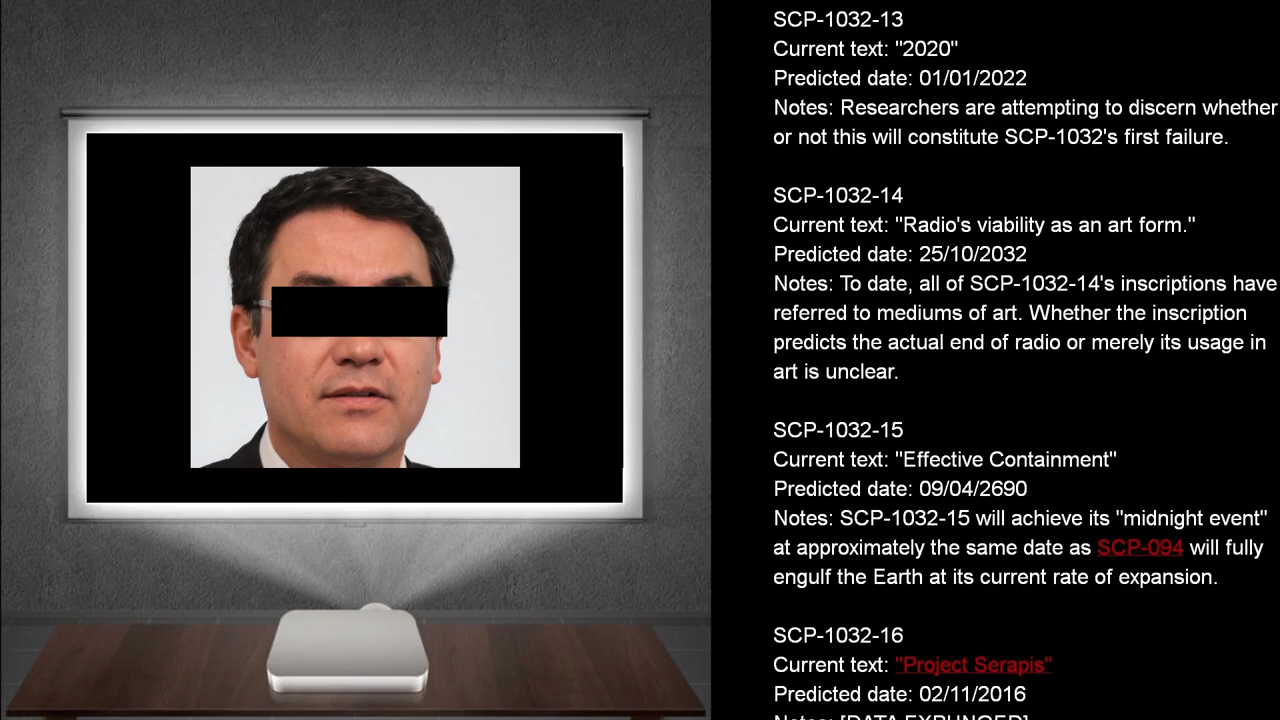 SCP-1032-13
Current text: "2020"
Predicted date: 01/01/2022
Notes: Researchers are attempting to discern whether
or not this will constitute SCP-1032's first failure.
SCP-1032-14
Current text: "Radio's viability as an art form."
Predicted date: 25/10/2032
Notes: To date, all of SCP-1032-14's inscriptions have
referred to mediums of art. Whether the inscription
predicts the actual end of radio or merely its usage in
art is unclear.
SCP-1032-15
Current text: "Effective Containment"
Predicted date: 09/04/2690
Notes: SCP-1032-15 will achieve its "midnight event"
at approximately the same date as SCP-094 will fully
engulf the Earth at its current rate of expansion.
SCP-1032-16
Current text: "Project Serapis"
Predicted date: 02/11/2016
Notes: [DATA EXPUNGED]